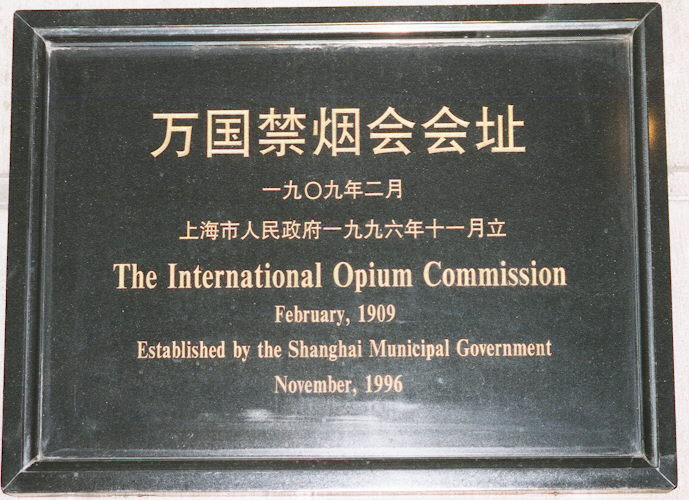 万国禁烟会会址
一九〇九年二月
上海市人民政府一九九六年十一月立
The International Opium Commission
February, 1909
Established by the Shanghai Municipal Government
November, 1996